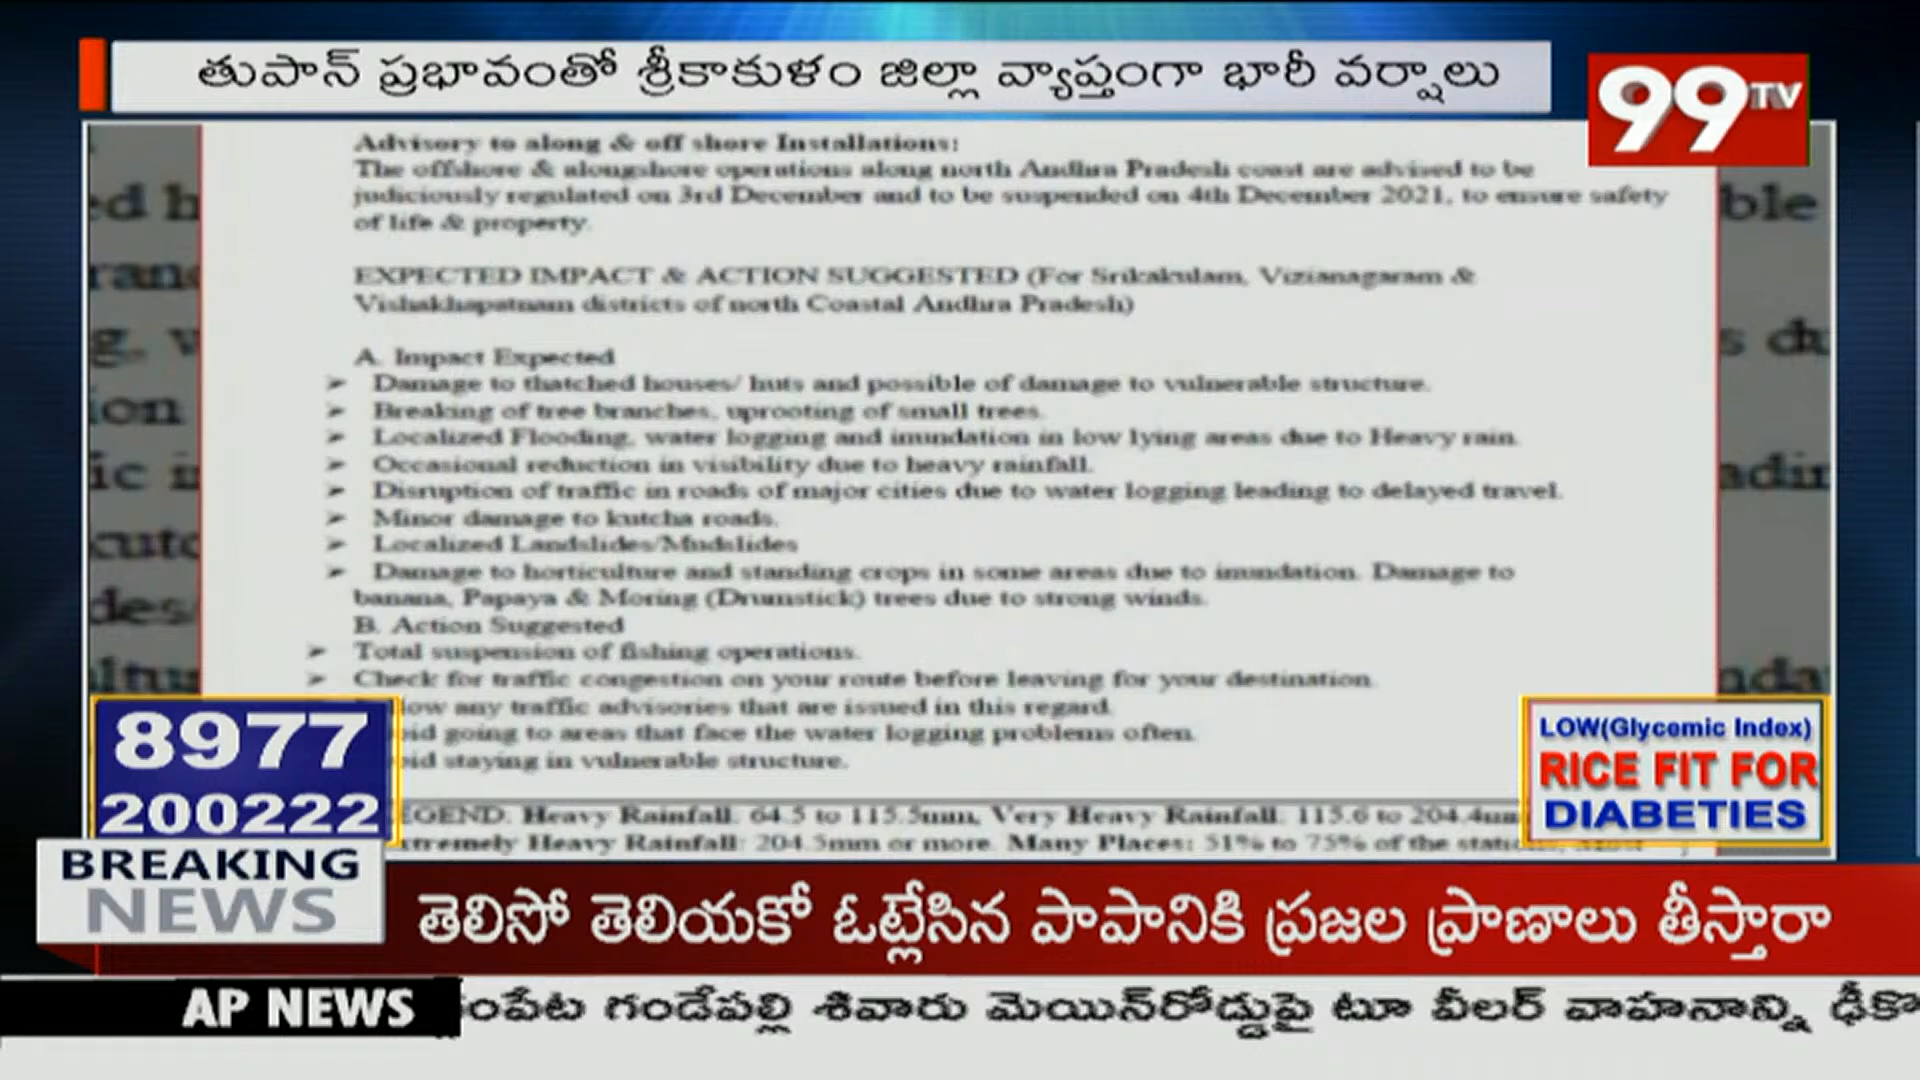 తుపాన్ ప్రభావంతో శ్రీకాకుళం జిల్లా వ్యాప్తంగా భారీ వర్షాలు
99TV
Advisory to along & off shore Installations:
The offshore & alongshore operations along north Andhra Pradesh coast are advised to be
judiciously regulated on 3rd December and to be suspended on 4th December 2021, to ensure safety
of life & property.
EXPECTED IMPACT & ACTION SUGGESTED (For Srikakulam, Vizianagaram &
Vishakhapatnam districts of north Coastal Andhra Pradesh)
A. Impact Expected
➢ Damage to thatched houses/ huts and possible of damage to vulnerable structure.
➢ Breaking of tree branches, uprooting of small trees.
➢ Localized Flooding, water logging and inundation in low lying areas due to Heavy rain.
➢ Occasional reduction in visibility due to heavy rainfall.
➢ Disruption of traffic in roads of major cities due to water logging leading to delayed travel.
➢ Minor damage to kutcha roads.
➢ Localized Landslides/Mudslides
➢ Damage to horticulture and standing crops in some areas due to inundation. Damage to
banana, Papaya & Moring (Drumstick) trees due to strong winds.
B. Action Suggested
➢ Total suspension of fishing operations.
➢ Check for traffic congestion on your route before leaving for your destination.
any traffic advisories that are issued in this regard.
going to areas that face the water logging problems often.
staying in vulnerable structure.
Heavy Rainfall: 64.5 to 115.5mm, Very Heavy Rainfall: 115.6 to 204.4mm
Heavy Rainfall: 204.5mm or more. Many Places: 51% to 75% of the
8977
200222
LOW(Glycemic Index)
RICE FIT FOR
DIABETIES
BREAKING
NEWS
తెలిసో తెలియకో ఓట్లేసిన పాపానికి ప్రజల ప్రాణాలు తీస్తారా
AP NEWS
గండేపల్లి శివారు మెయిన్‌రోడ్డుపై టూ వీలర్ వాహనాన్ని